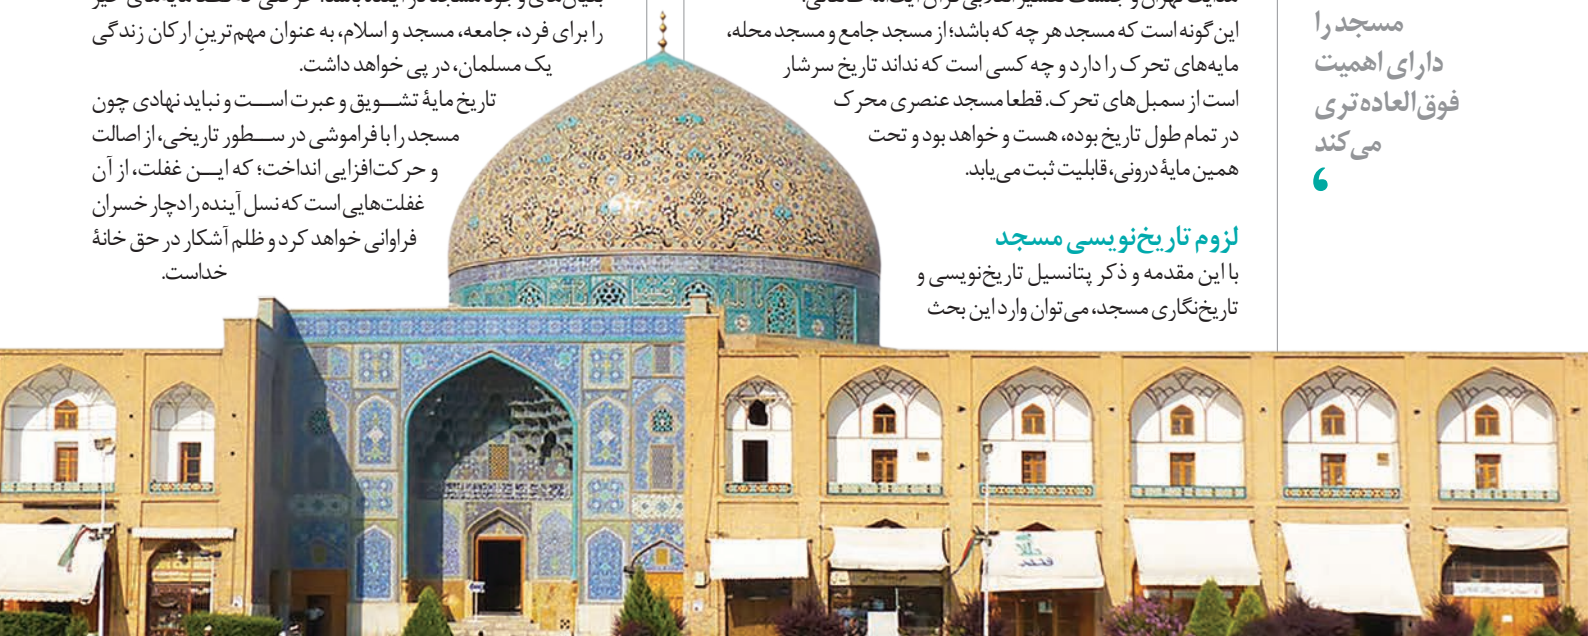 مسجد را
دارای اهمیت
فوق‌العاده‌تری
می‌کند
این‌گونه است که مسجد هر چه که باشد؛ از مسجد جامع و مسجد محله،
مایه‌های تحرک را دارد و چه کسی است که نداند تاریخ سرشار
است از سمبل‌های تحرک. قطعا مسجد عنصری محرک
در تمام طول تاریخ بوده، هست و خواهد بود و تحت
همین مایهٔ درونی، قابلیت ثبت می‌یابد.
لزوم تاریخ‌نویسی مسجد
با این مقدمه و ذکر پتانسیل تاریخ‌نویسی و
تاریخ‌نگاری مسجد، می‌توان وارد این بحث
را برای فرد، جامعه، مسجد و اسلام، به عنوان مهم‌ترینِ ارکان زندگی
یک مسلمان، در پی خواهد داشت.
تاریخ مایهٔ تشـــویق و عبرت اســـت و نباید نهادی چون
مسجد را با فراموشی در ســـطور تاریخی، از اصالت
و حرکت‌افزایی انداخت؛ که ایـــن غفلت، از آن
غفلت‌هایی است که نسل آینده را دچار خسران
فراوانی خواهد کرد و ظلم آشکار در حق خانهٔ
خداست.